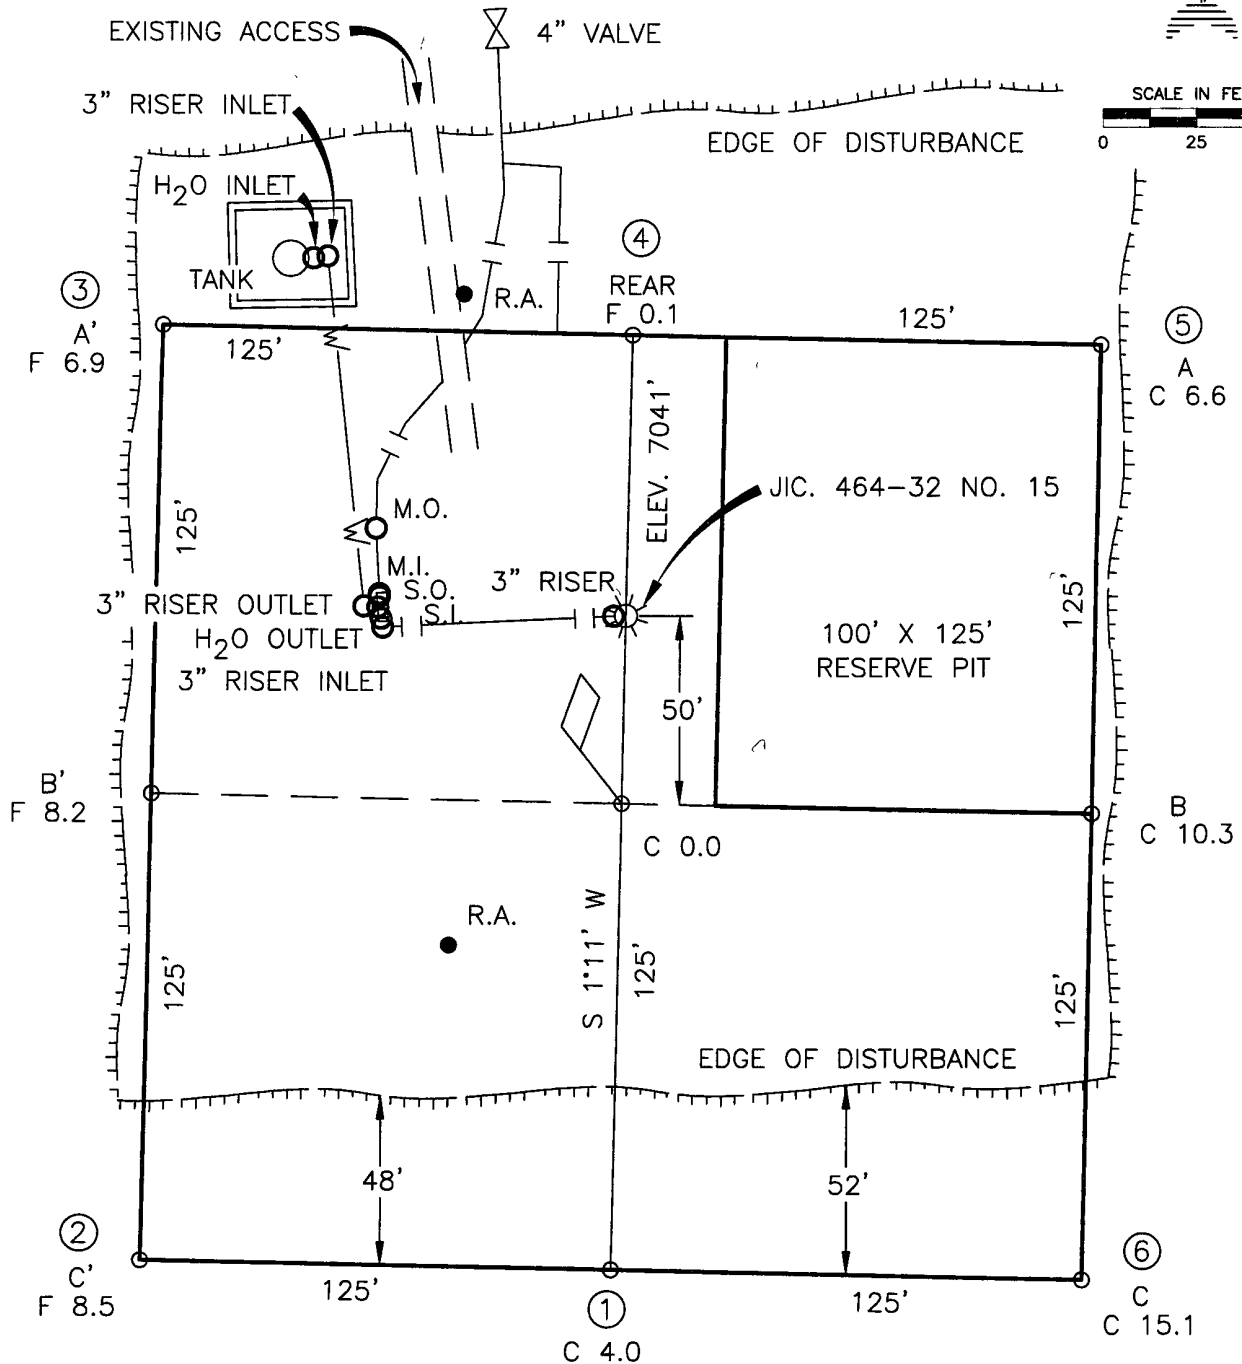 EXISTING ACCESS
4" VALVE
3" RISER INLET
SCALE IN FE
0 25
EDGE OF DISTURBANCE
H2O INLET
TANK
R.A.
4
REAR
F 0.1
125'
3
A'
F 6.9
125'
5
A
C 6.6
ELEV. 7041'
JIC. 464-32 NO. 15
125'
M.O.
M.I.
S.O.
S.I.
3" RISER
3" RISER OUTLET
H2O OUTLET
3" RISER INLET
125'
100' X 125'
RESERVE PIT
50'
B'
F 8.2
B
C 10.3
C 0.0
R.A.
S 1°11' W
125'
125'
125'
EDGE OF DISTURBANCE
48'
52'
2
C'
F 8.5
125'
1
C 4.0
125'
6
C
C 15.1